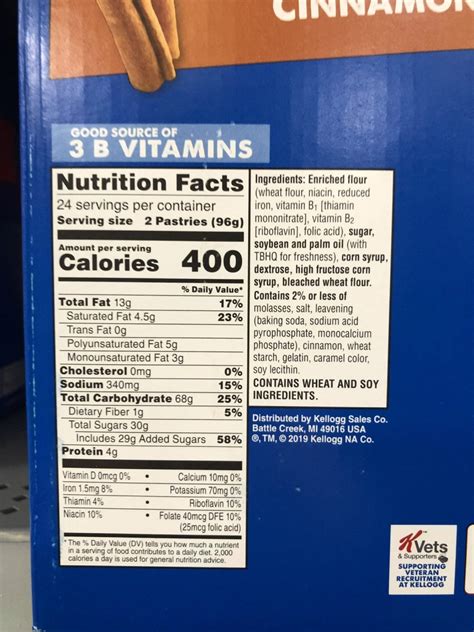 CINNAMO
GOOD SOURCE OF
3 B VITAMINS
Nutrition Facts
24 servings per container
Serving size 2 Pastries (96g)
Amount per serving
Calories 400
% Daily Value*
Total Fat 13g 17%
Saturated Fat 4.5g 23%
Trans Fat 0g
Polyunsaturated Fat 5g
Monounsaturated Fat 3g
Cholesterol 0mg 0%
Sodium 340mg 15%
Total Carbohydrate 68g 25%
Dietary Fiber 1g 5%
Total Sugars 30g
Includes 29g Added Sugars 58%
Protein 4g
Vitamin D 0mcg 0% • Calcium 10mg 0%
Iron 1.5mg 8% • Potassium 70mg 0%
Thiamin 4% • Riboflavin 10%
Niacin 10% • Folate 40mcg DFE 10%
(25mcg folic acid)
* The % Daily Value (DV) tells you how much a nutrient
in a serving of food contributes to a daily diet. 2,000
calories a day is used for general nutrition advice.
Ingredients: Enriched flour
(wheat flour, niacin, reduced
iron, vitamin B1 [thiamin
mononitrate], vitamin B2
[riboflavin], folic acid), sugar,
soybean and palm oil (with
TBHQ for freshness), corn syrup,
dextrose, high fructose corn
syrup, bleached wheat flour.
Contains 2% or less of
molasses, salt, leavening
(baking soda, sodium acid
pyrophosphate, monocalcium
phosphate), cinnamon, wheat
starch, gelatin, caramel color,
soy lecithin.
CONTAINS WHEAT AND SOY
INGREDIENTS.
Distributed by Kellogg Sales Co.
Battle Creek, MI 49016 USA
®, TM, © 2019 Kellogg NA Co.
KVets
& Supporters
SUPPORTING
VETERAN
RECRUITMENT
AT KELLOGG